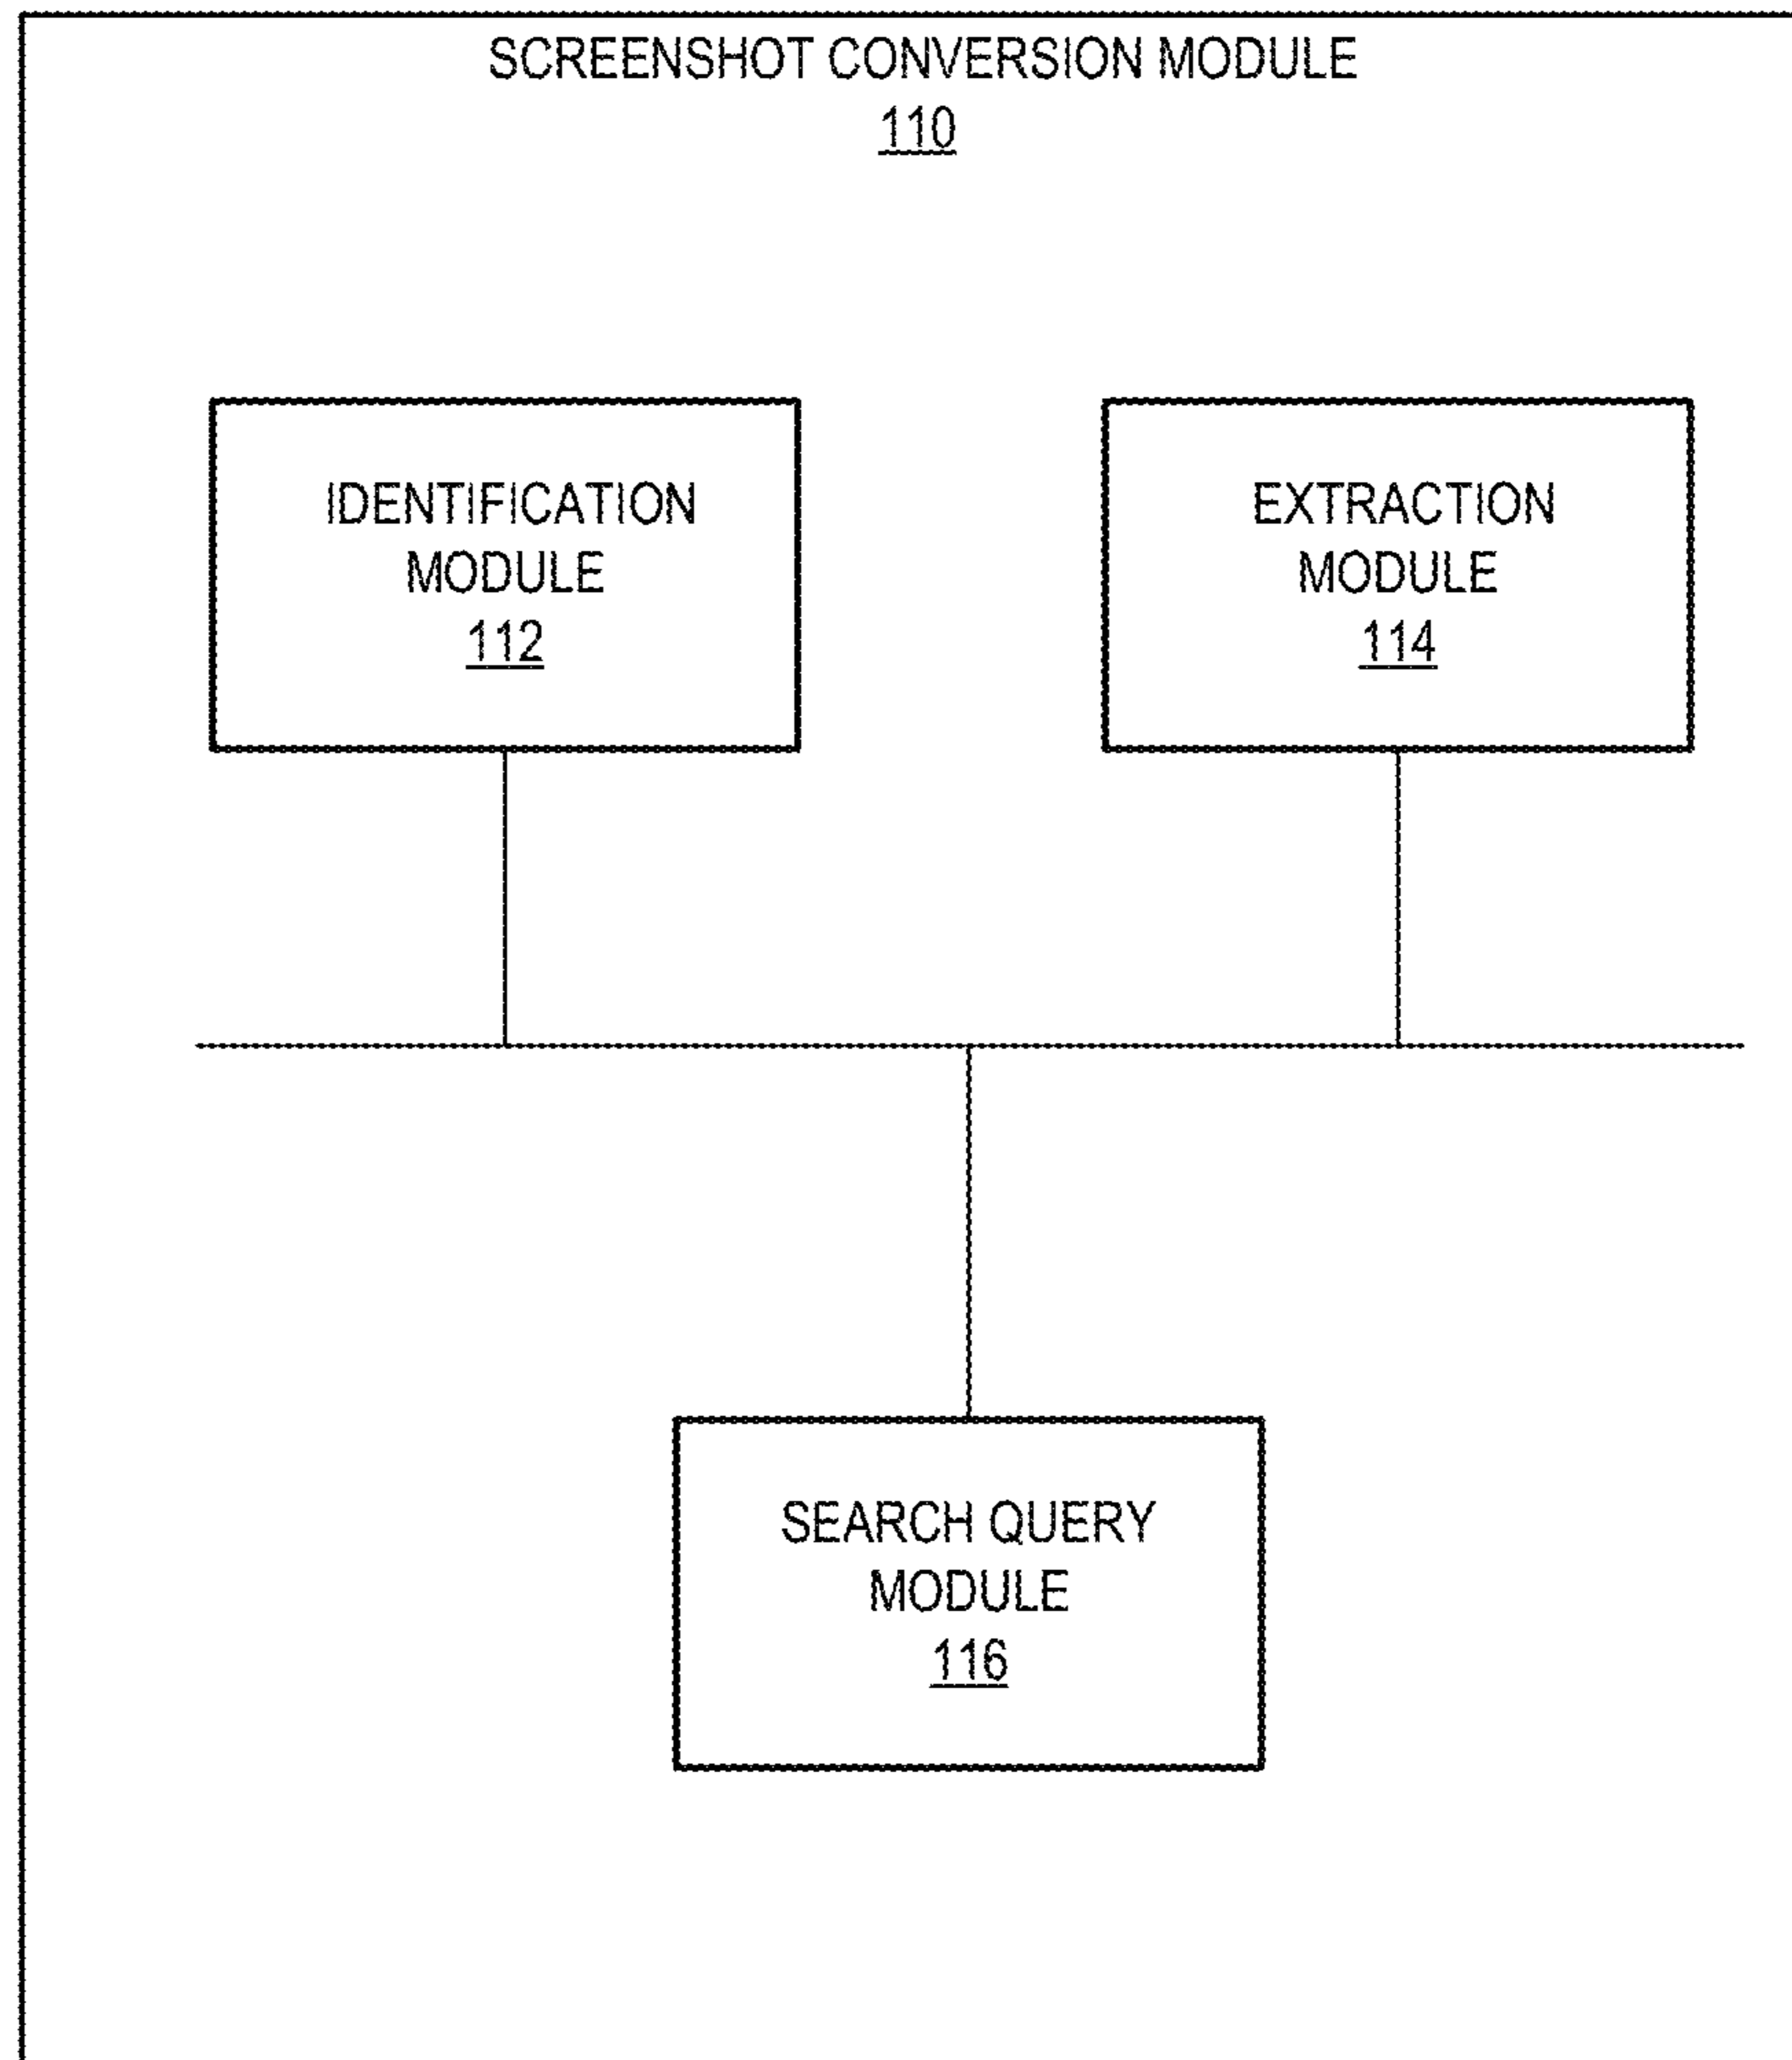 SCREENSHOT CONVERSION MODULE
110
IDENTIFICATION
MODULE
112
EXTRACTION
MODULE
114
SEARCH QUERY
MODULE
116